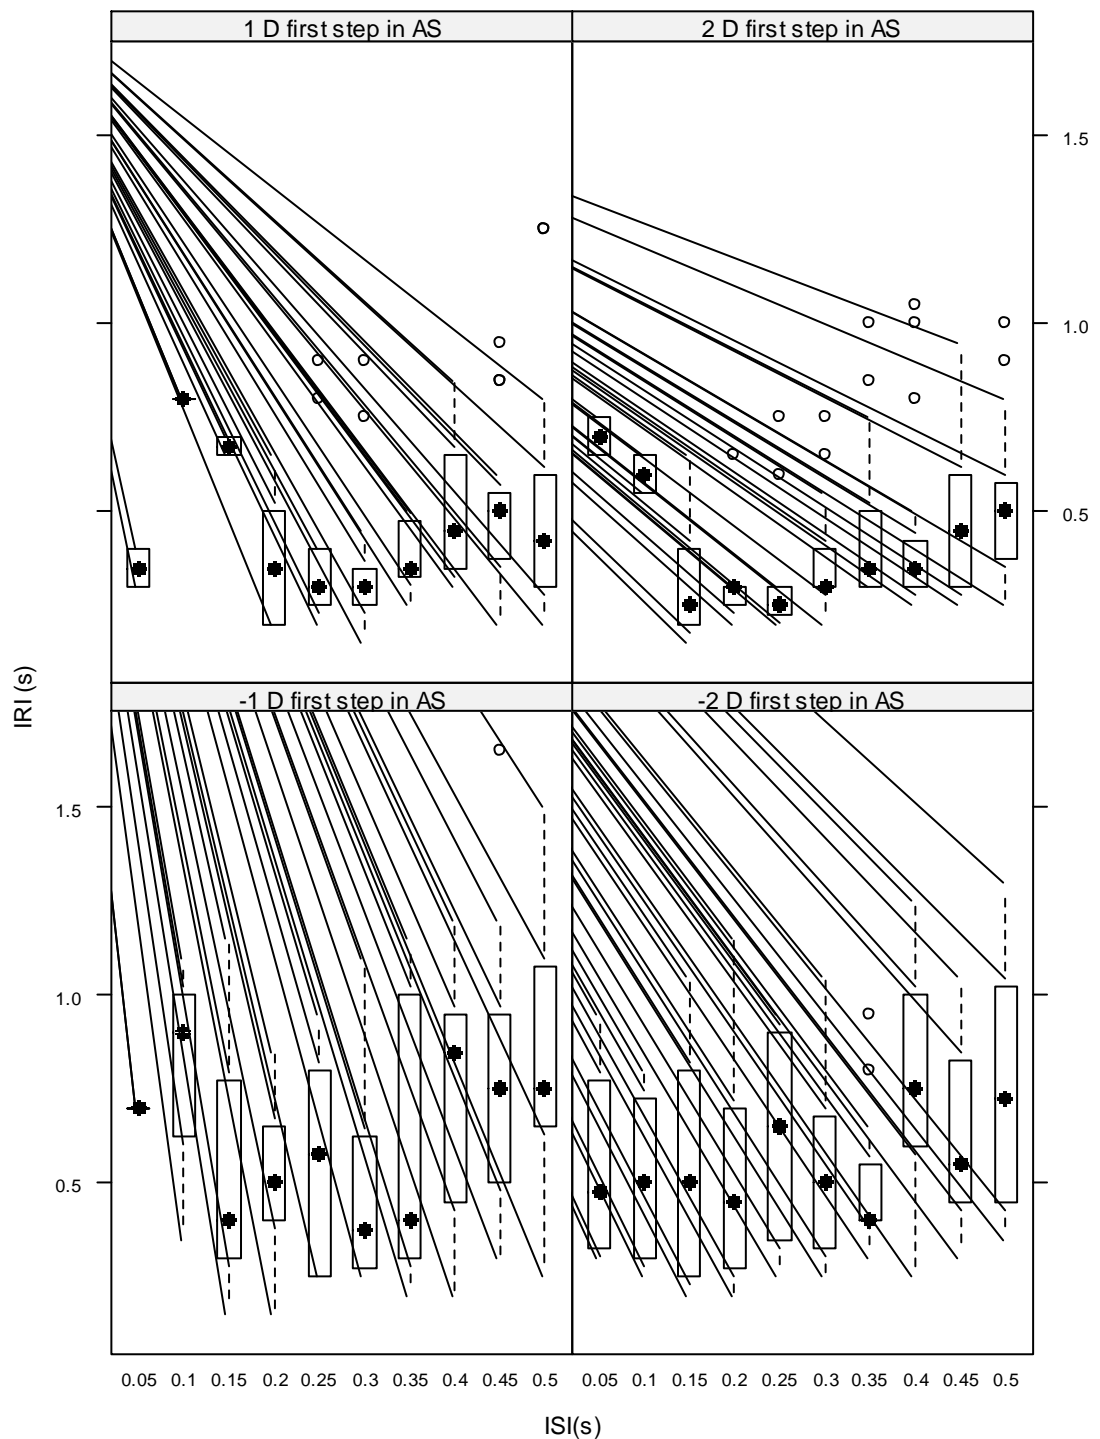 1 D first step in AS 2 D first step in AS
1.5
1.0
0.5
-1 D first step in AS -2 D first step in AS
IRI (s)
1.5
1.0
0.5
0.05 0.1 0.15 0.2 0.25 0.3 0.35 0.4 0.45 0.5 0.05 0.1 0.15 0.2 0.25 0.3 0.35 0.4 0.45 0.5
ISI(s)